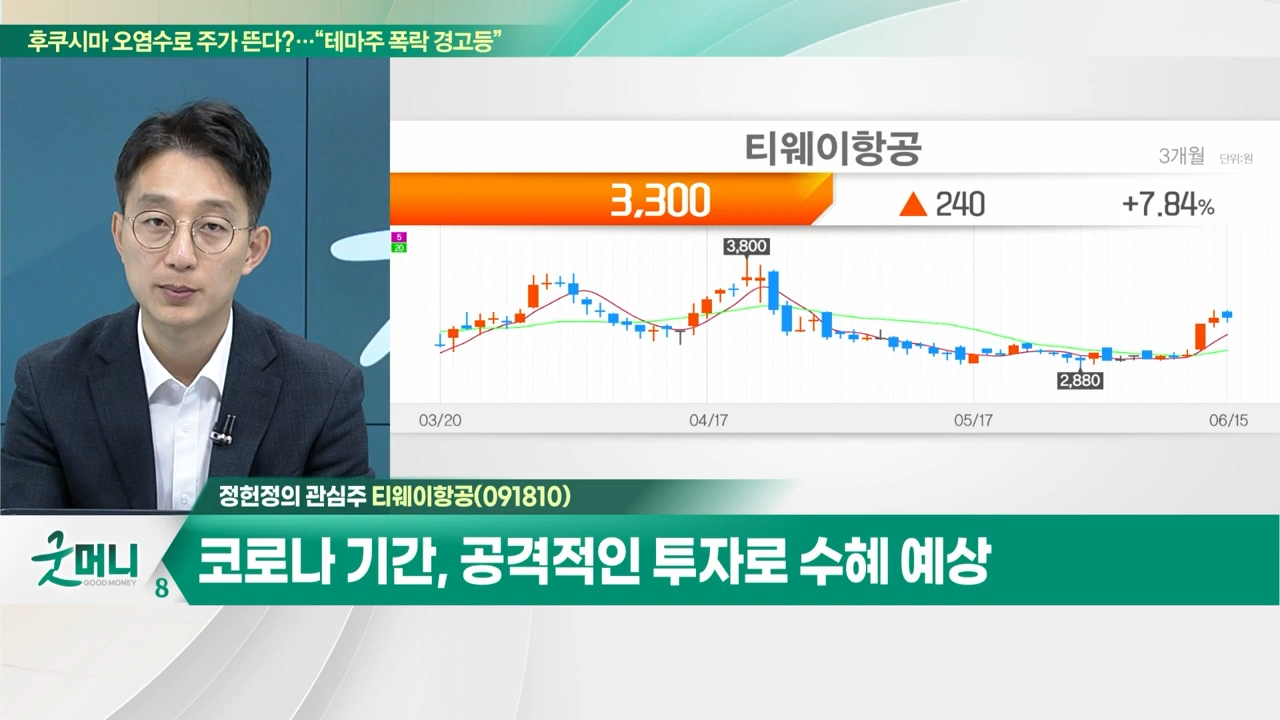 후쿠시마 오염수로 주가 뜬다?…“테마주 폭락 경고등”
티웨이항공
3개월 단위:원
3,300 ▲ 240 +7.84%
5
20
3,800
2,880
03/20 04/17 05/17 06/15
정헌정의 관심주 티웨이항공(091810)
굿머니
GOOD MONEY
8
코로나 기간, 공격적인 투자로 수혜 예상